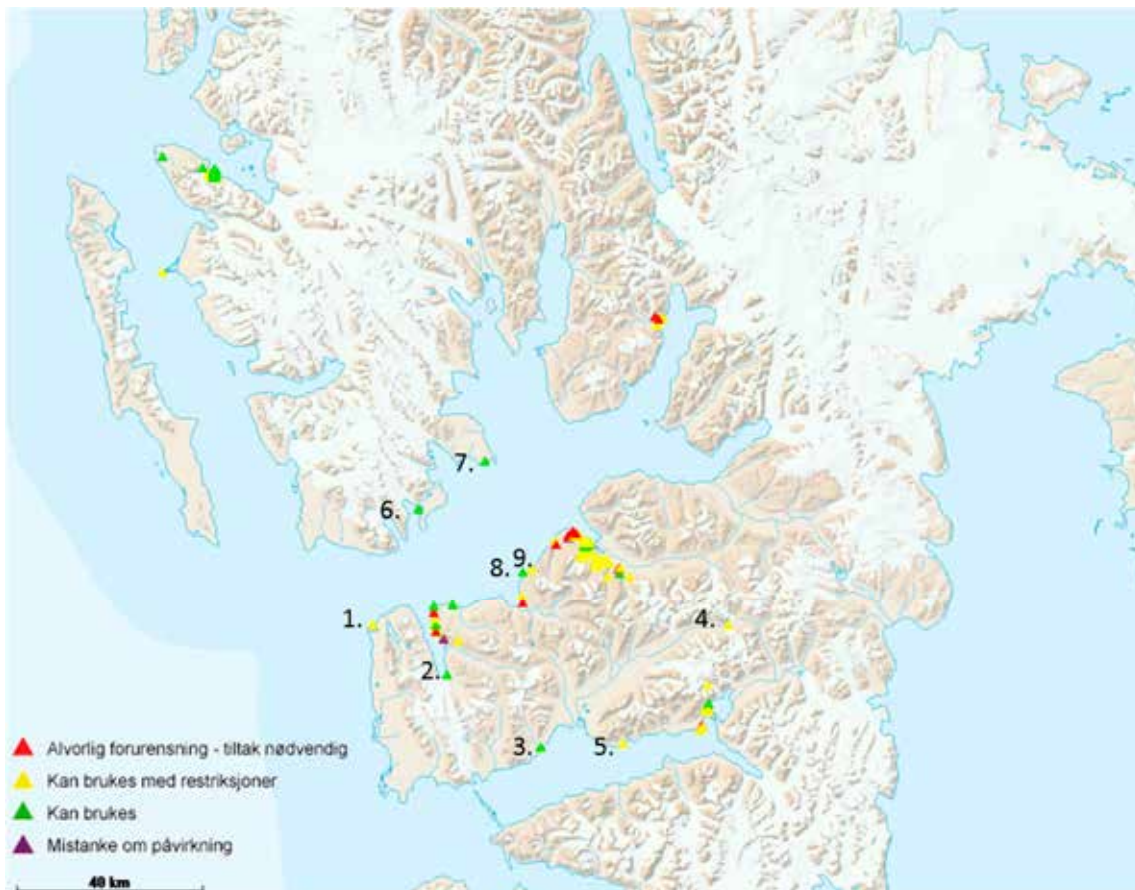 7.
6.
9.
8.
1.
4.
2.
3.
5.
Alvorlig forurensning - tiltak nødvendig
Kan brukes med restriksjoner
Kan brukes
Mistanke om påvirkning
40 km